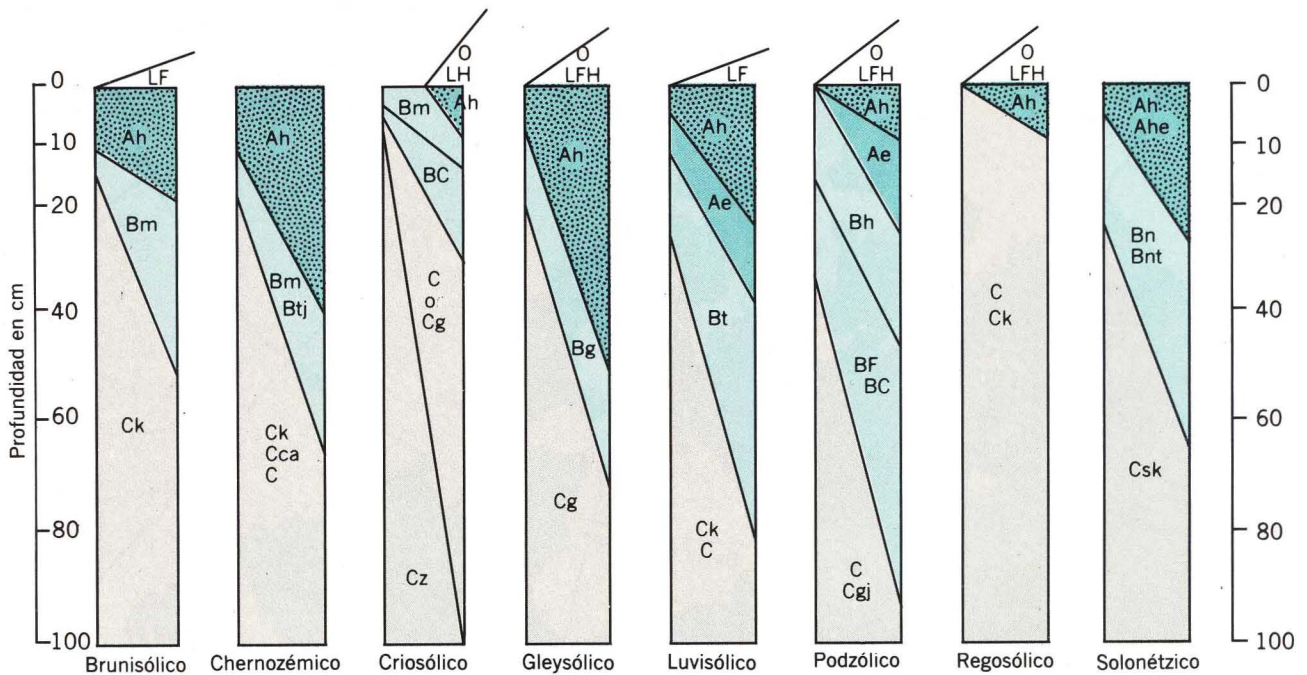 Profundidad en cm
0
10
20
40
60
80
100
LF
Ah
Bm
Ck
Brunisólico
Ah
Bm
Btj
Ck
Cca
C
Chernozémico
O
LH
Ah
Bm
BC
C
o
Cg
Cz
Criosólico
O
LFH
Ah
Bg
Cg
Gleysólico
LF
Ah
Ae
Bt
Ck
C
Luvisólico
O
LFH
Ah
Ae
Bh
BF
BC
C
Cgj
Podzólico
O
LFH
Ah
C
Ck
Regosólico
Ah
Ahe
Bn
Bnt
Csk
Solonétzico
0
10
20
40
60
80
100